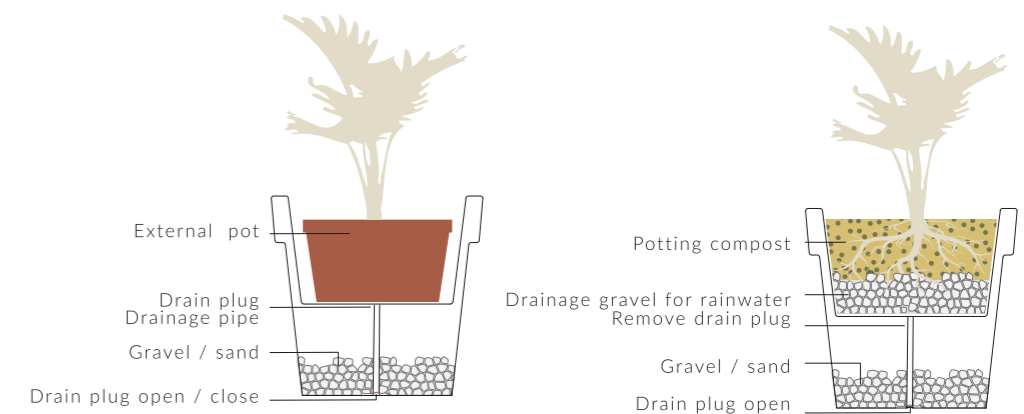 External pot
Drain plug
Drainage pipe
Gravel / sand
Drain plug open / close
Potting compost
Drainage gravel for rainwater
Remove drain plug
Gravel / sand
Drain plug open